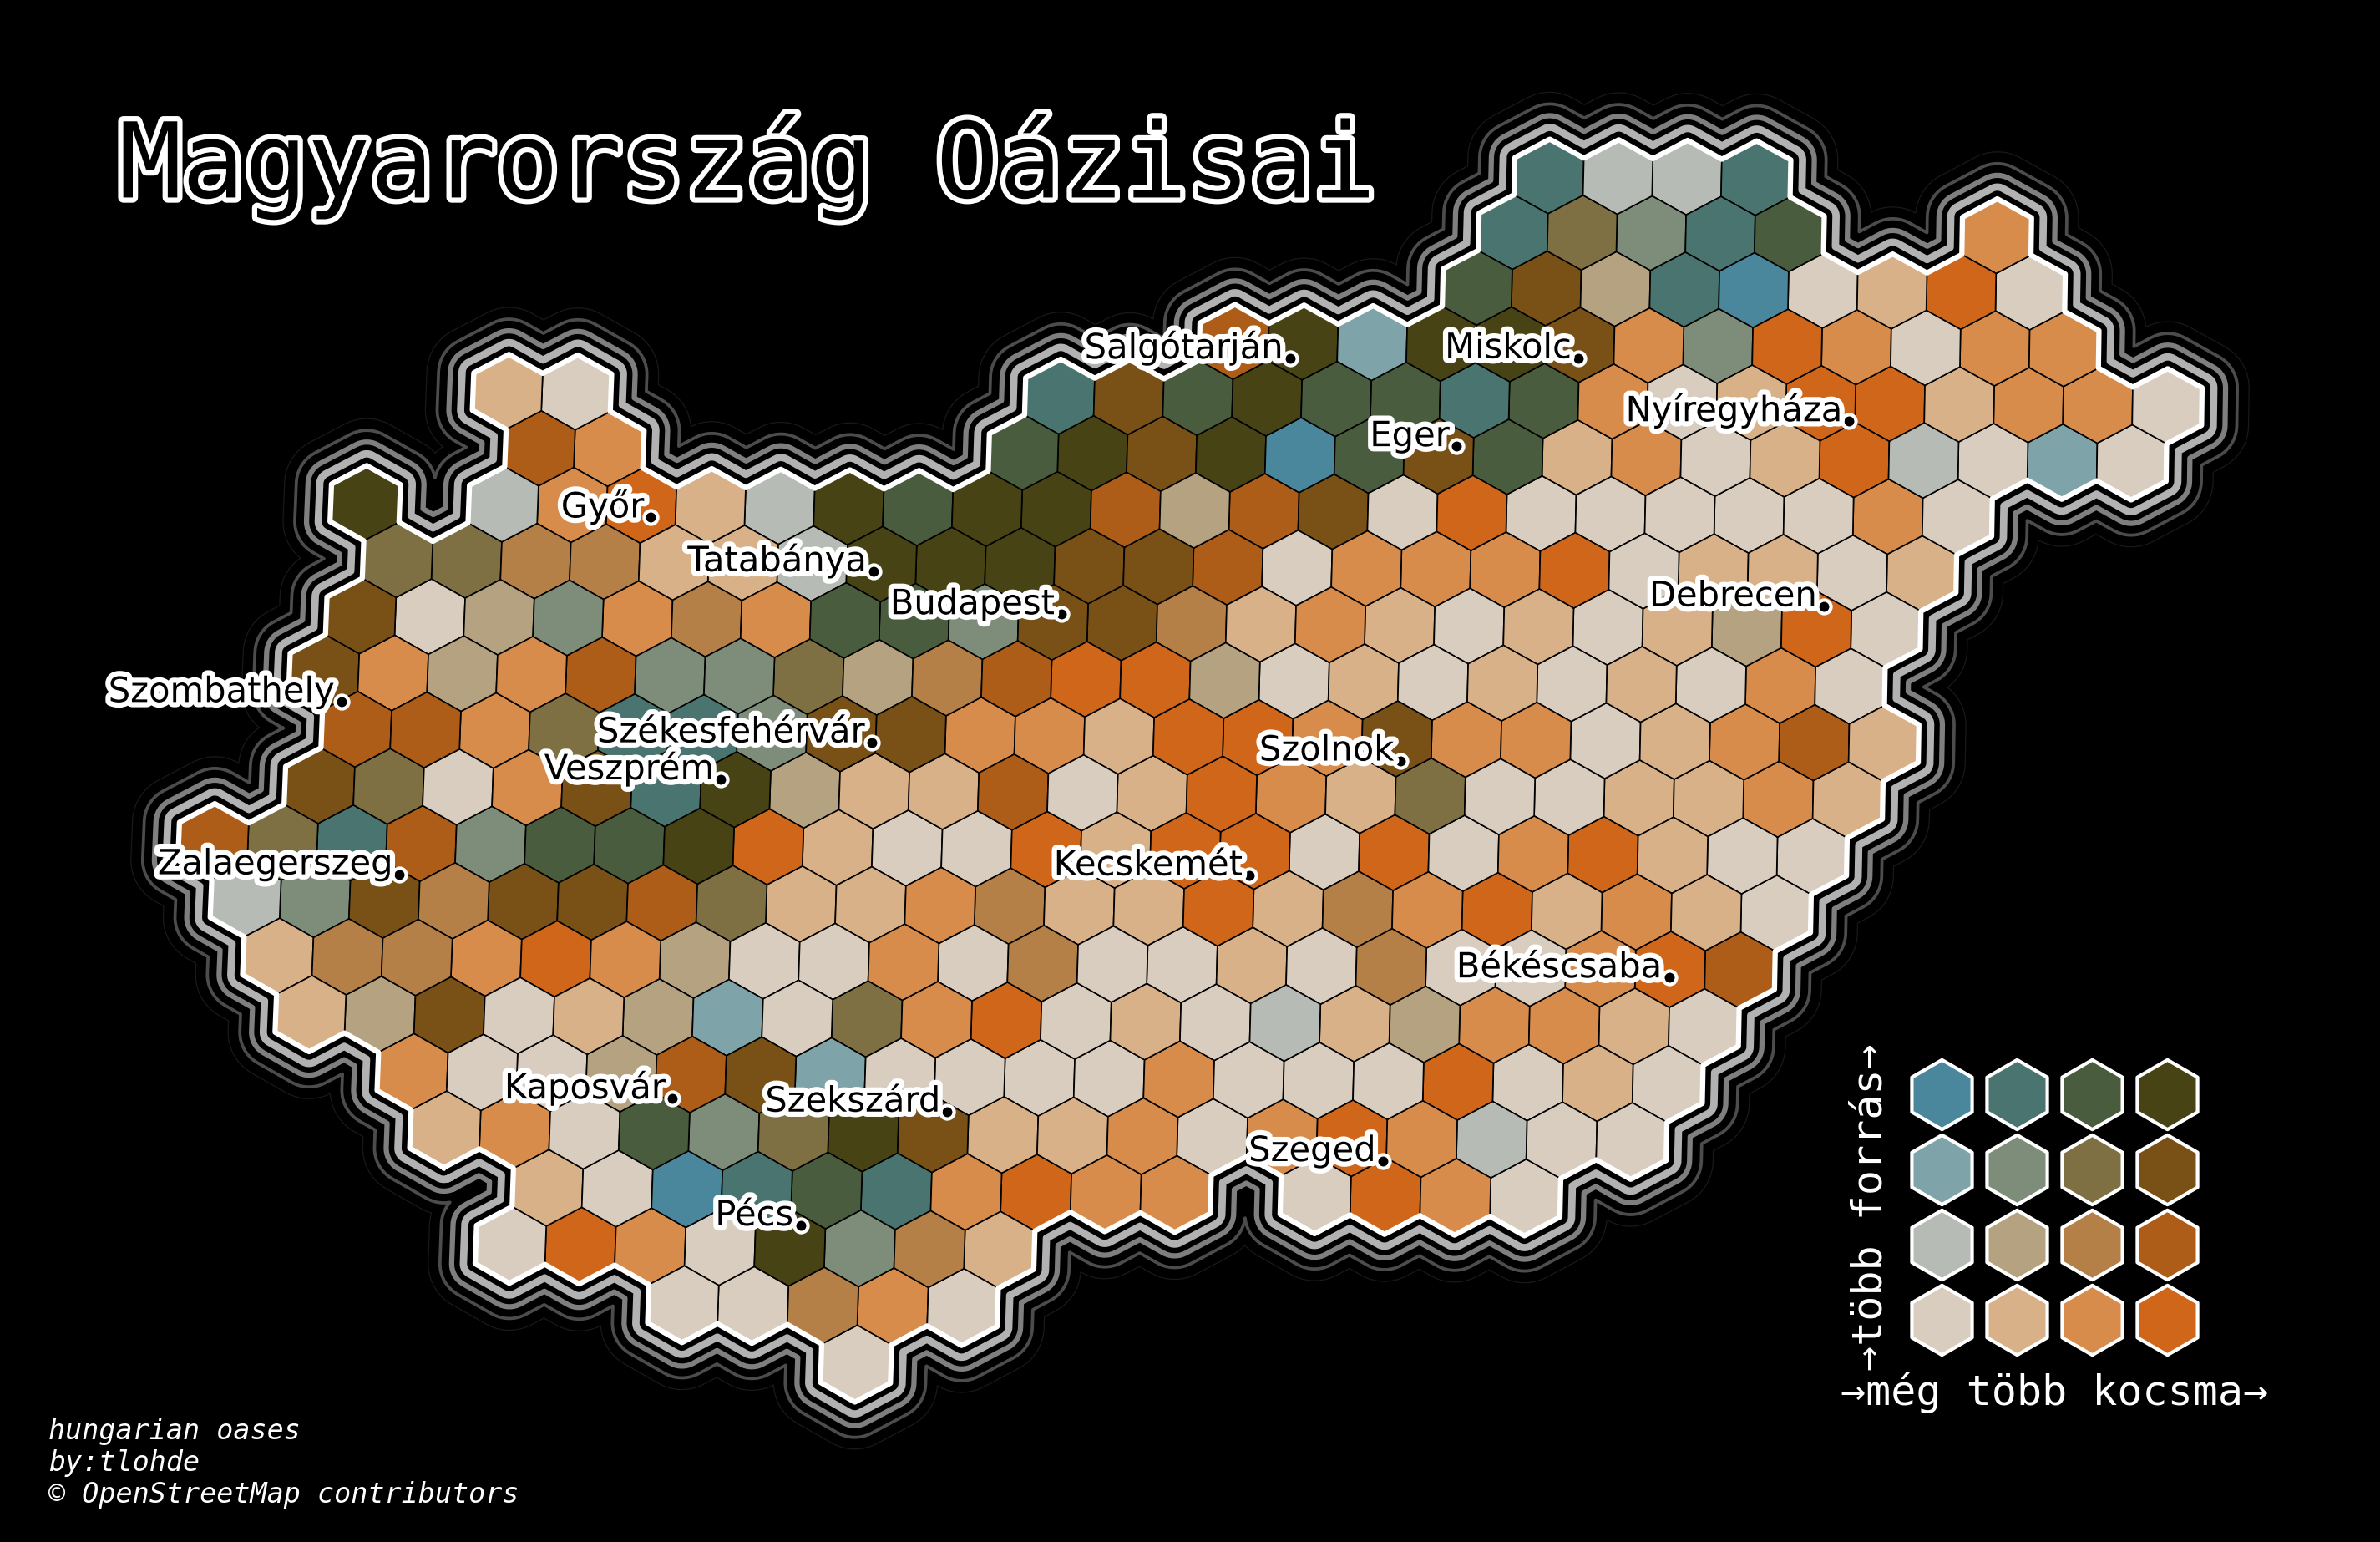 Magyarország Oázisai
Salgótarján
Miskolc
Nyíregyháza
Eger
Győr
Tatabánya
Budapest
Debrecen
Szombathely
Székesfehérvár
Veszprém
Szolnok
Zalaegerszeg
Kecskemét
Békéscsaba
Kaposvár
Szekszárd
Szeged
Pécs
→több forrás→
→még több kocsma→
hungarian oases
by:tlohde
© OpenStreetMap contributors